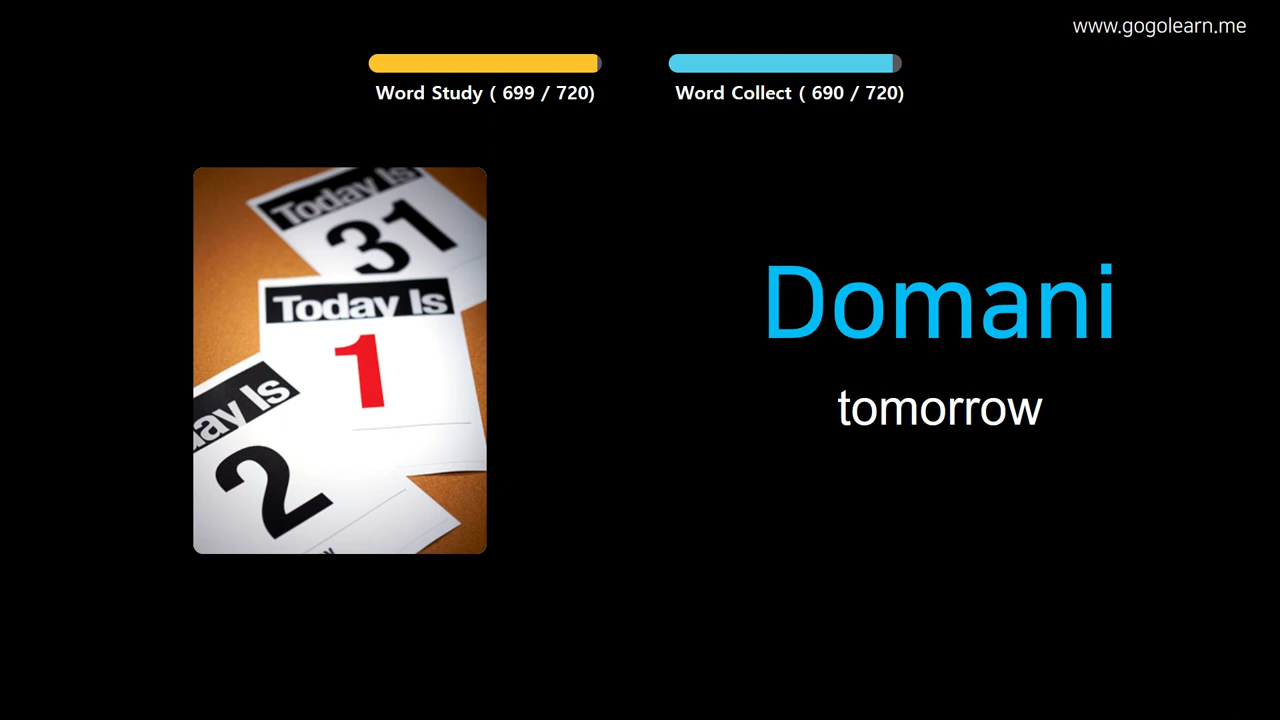 www.gogolearn.me
Word Study ( 699 / 720)
Word Collect ( 690 / 720)
Today Is
31
Today Is
1
ay Is
2
Domani
tomorrow